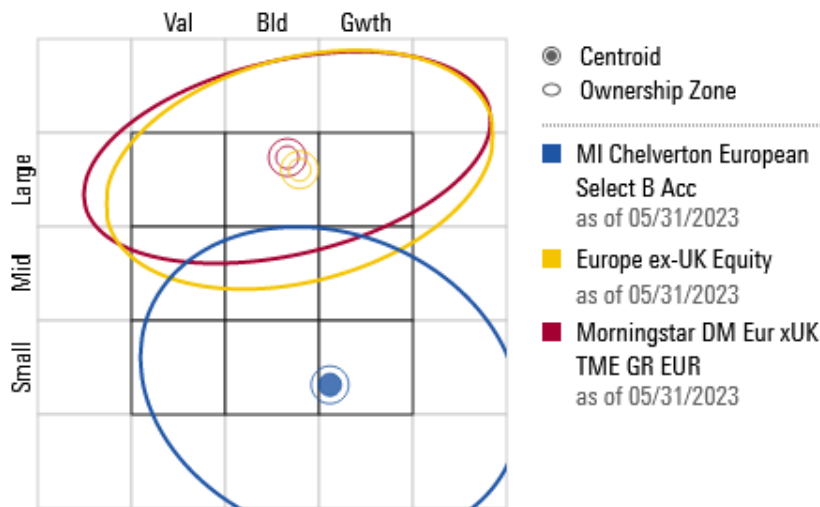 Val Bld Gwth
Large
Mid
Small
Centroid
Ownership Zone
MI Chelverton European
Select B Acc
as of 05/31/2023
Europe ex-UK Equity
as of 05/31/2023
Morningstar DM Eur xUK
TME GR EUR
as of 05/31/2023